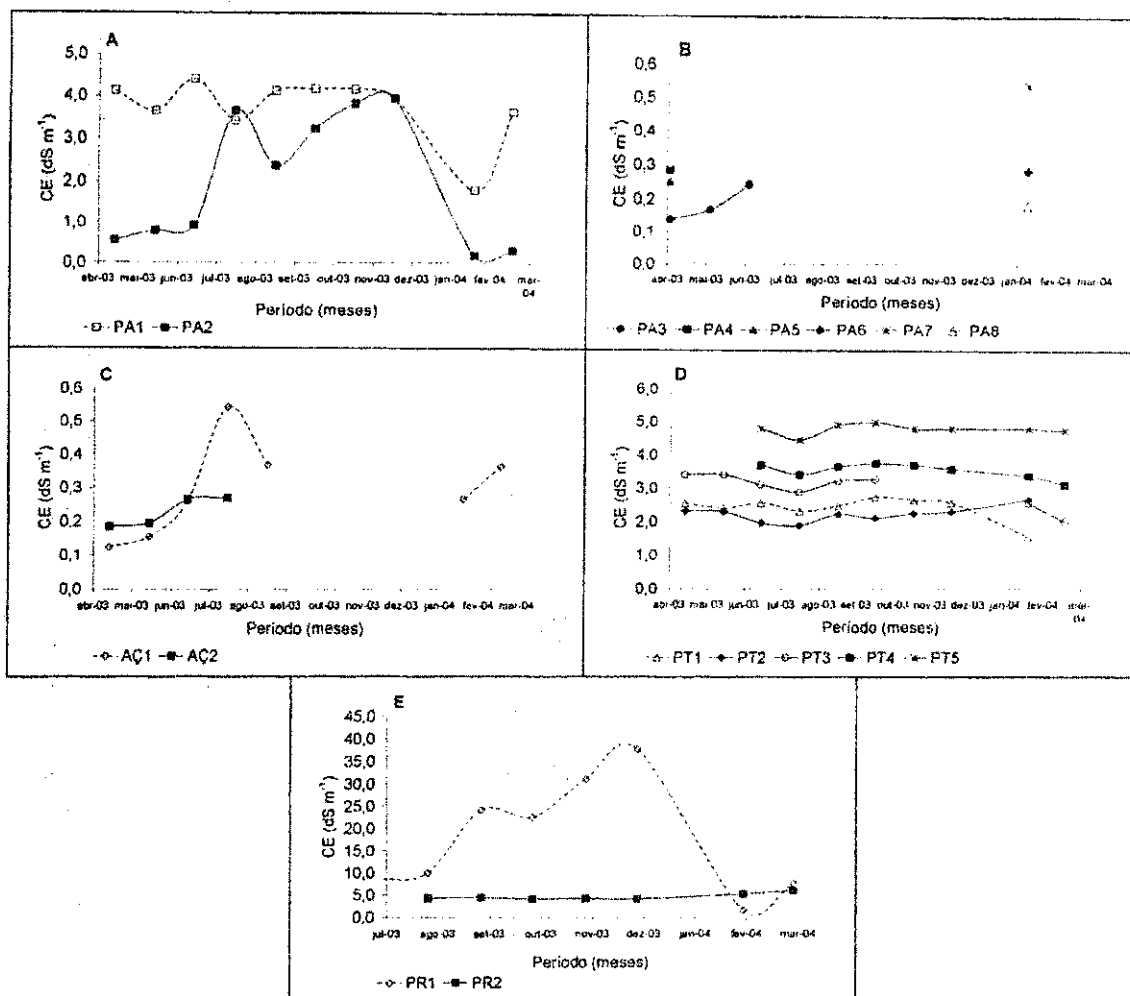 A
CE (dS m⁻¹)
5,0
4,0
3,0
2,0
1,0
0,0
abr-03 mai-03 jun-03 jul-03 ago-03 set-03 out-03 nov-03 dez-03 jan-04 fev-04 mar-04
Período (meses)
PA1 PA2
B
CE (dS m⁻¹)
0,6
0,5
0,4
0,3
0,2
0,1
0,0
abr-03 mai-03 jun-03 jul-03 ago-03 set-03 out-03 nov-03 dez-03 jan-04 fev-04 mar-04
Período (meses)
PA3 PA4 PA5 PA6 PA7 PA8
C
CE (dS m⁻¹)
0,6
0,5
0,4
0,3
0,2
0,1
0,0
abr-03 mai-03 jun-03 jul-03 ago-03 set-03 out-03 nov-03 dez-03 jan-04 fev-04 mar-04
Período (meses)
AÇ1 AÇ2
D
CE (dS m⁻¹)
6,0
5,0
4,0
3,0
2,0
1,0
0,0
abr-03 mai-03 jun-03 jul-03 ago-03 set-03 out-03 nov-03 dez-03 jan-04 fev-04 mar-04
Período (meses)
PT1 PT2 PT3 PT4 PT5
E
CE (dS m⁻¹)
45,0
40,0
35,0
30,0
25,0
20,0
15,0
10,0
5,0
0,0
jul-03 ago-03 set-03 out-03 nov-03 dez-03 jan-04 fev-04 mar-04
Período (meses)
PR1 PR2